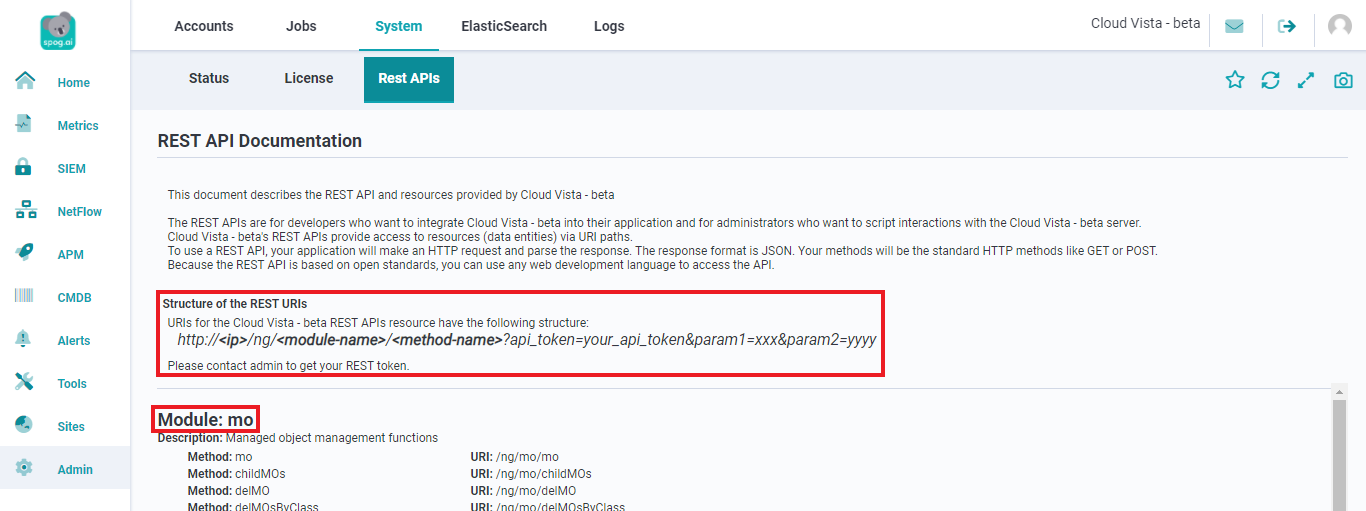 spog.ai
Accounts Jobs System ElasticSearch Logs
Cloud Vista - beta
Home
Metrics
SIEM
NetFlow
APM
CMDB
Alerts
Tools
Sites
Admin
Status License Rest APIs
REST API Documentation
This document describes the REST API and resources provided by Cloud Vista - beta
The REST APIs are for developers who want to integrate Cloud Vista - beta into their application and for administrators who want to script interactions with the Cloud Vista - beta server.
Cloud Vista - beta's REST APIs provide access to resources (data entities) via URI paths.
To use a REST API, your application will make an HTTP request and parse the response. The response format is JSON. Your methods will be the standard HTTP methods like GET or POST.
Because the REST API is based on open standards, you can use any web development language to access the API.
Structure of the REST URIs
URIs for the Cloud Vista - beta REST APIs resource have the following structure:
http://<ip>/ng/<module-name>/<method-name>?api_token=your_api_token&param1=xxx&param2=yyyy
Please contact admin to get your REST token.
Module: mo
Description: Managed object management functions
Method: mo URI: /ng/mo/mo
Method: childMOs URI: /ng/mo/childMOs
Method: delMO URI: /ng/mo/delMO
Method: delMOsByClass URI: /ng/mo/delMOsByClass